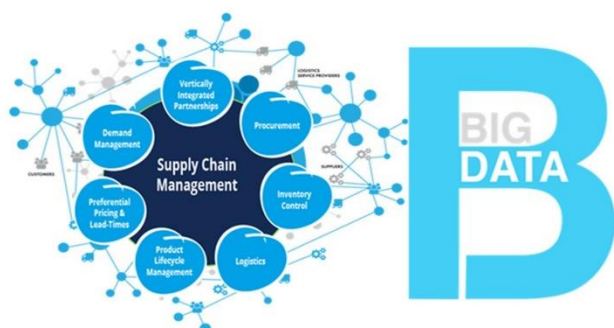 Vertically
Integrated
Partnerships
LOGISTICS
SERVICE PROVIDERS
Procurement
Demand
Management
CUSTOMERS
Supply Chain
Management
SUPPLIERS
Inventory
Control
Preferential
Pricing &
Lead-Times
Product
Lifecycle
Management
Logistics
B
BIG
DATA